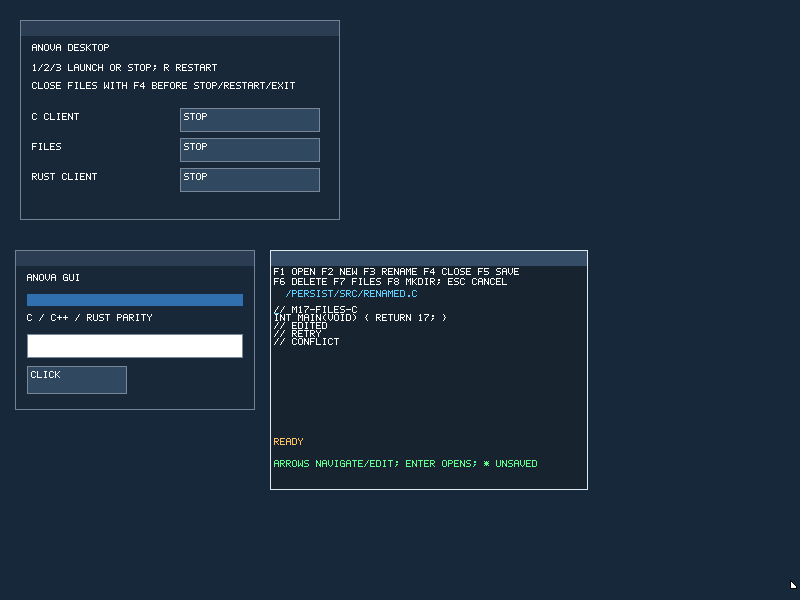 ANOVA DESKTOP
1/2/3 LAUNCH OR STOP; R RESTART
CLOSE FILES WITH F4 BEFORE STOP/RESTART/EXIT
C CLIENT STOP
FILES STOP
RUST CLIENT STOP
ANOVA GUI
C / C++ / RUST PARITY
CLICK
F1 OPEN F2 NEW F3 RENAME F4 CLOSE F5 SAVE
F6 DELETE F7 FILES F8 MKDIR; ESC CANCEL
/PERSIST/SRC/RENAMED.C
// M17-FILES-C
INT MAIN(VOID) { RETURN 17; }
// EDITED
// RETRY
// CONFLICT
READY
ARROWS NAVIGATE/EDIT; ENTER OPENS; * UNSAVED